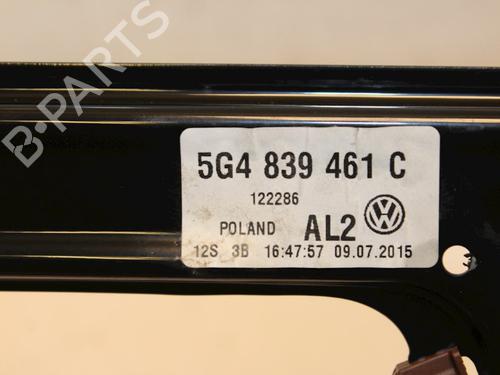 B-PARTS
5G4 839 461 C
122286
POLAND AL2
12S 3B 16:47:57 09.07.2015